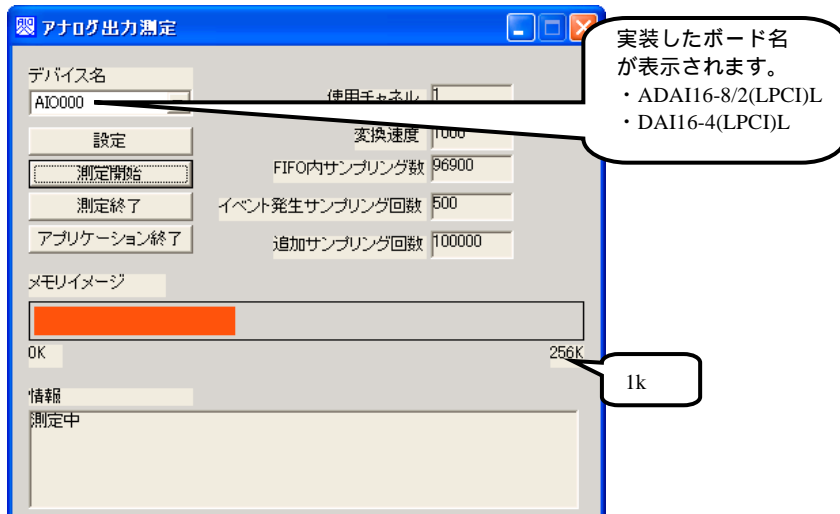 アナログ出力測定
実装したボード名
が表示されます。
・ADAI16-8/2(LPCI)L
・DAI16-4(LPCI)L
デバイス名
AIO000
使用チャネル 1
設定
変換速度 1000
測定開始
FIFO内サンプリング数 96900
測定終了
イベント発生サンプリング回数 500
アプリケーション終了
追加サンプリング回数 100000
メモリイメージ
0K
256K
1k
情報
測定中